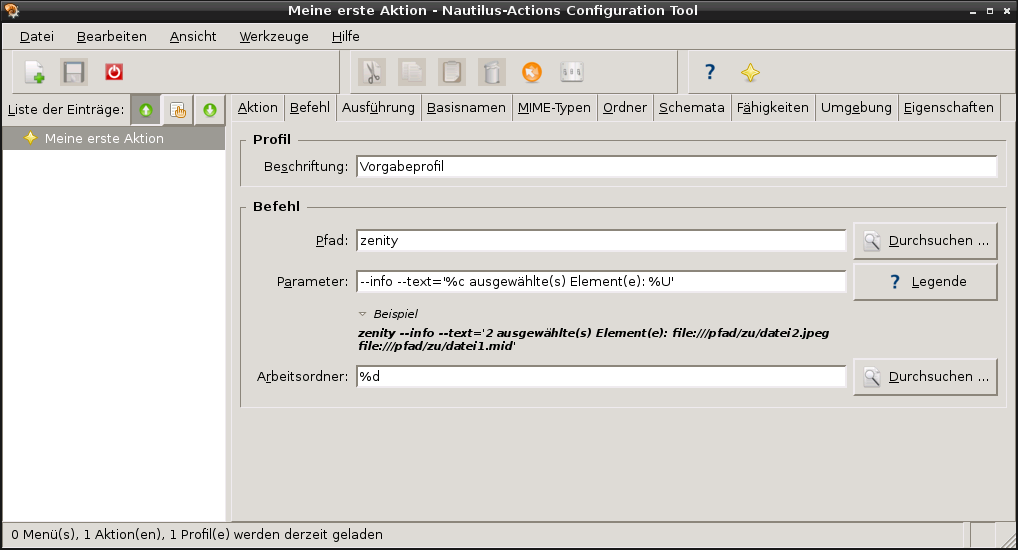 Meine erste Aktion - Nautilus-Actions Configuration Tool
Datei Bearbeiten Ansicht Werkzeuge Hilfe
Liste der Einträge:
Aktion Befehl Ausführung Basisnamen MIME-Typen Ordner Schemata Fähigkeiten Umgebung Eigenschaften
Meine erste Aktion
Profil
Beschriftung: Vorgabeprofil
Befehl
Pfad: zenity Durchsuchen ...
Parameter: --info --text='%c ausgewählte(s) Element(e): %U' Legende
Beispiel
zenity --info --text='2 ausgewählte(s) Element(e): file:///pfad/zu/datei2.jpeg
file:///pfad/zu/datei1.mid'
Arbeitsordner: %d Durchsuchen ...
0 Menü(s), 1 Aktion(en), 1 Profil(e) werden derzeit geladen